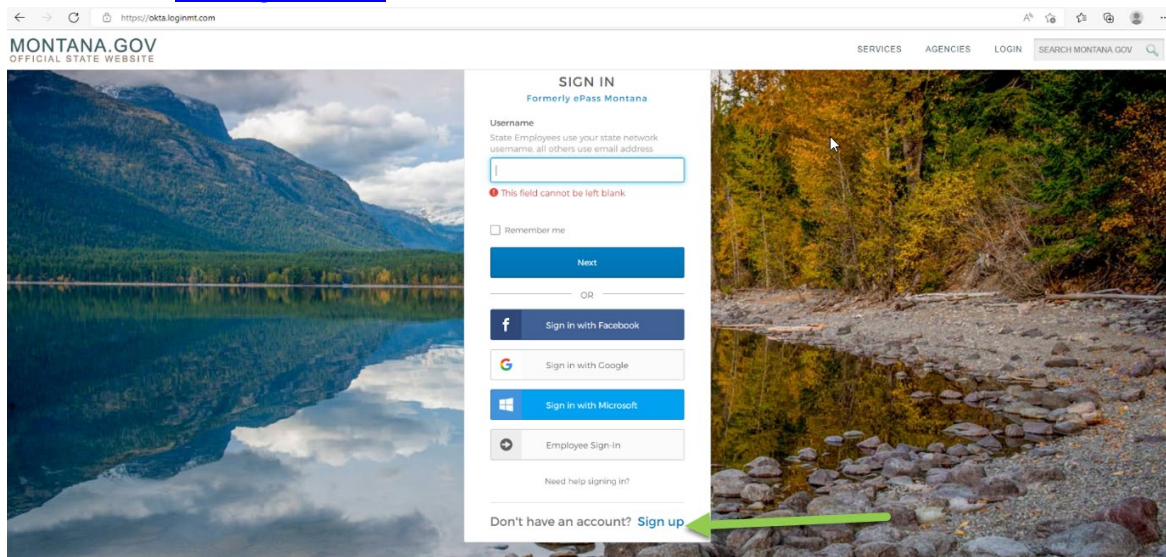 https://okta.loginmt.com
MONTANA.GOV
OFFICIAL STATE WEBSITE
SERVICES AGENCIES LOGIN SEARCH MONTANA.GOV
SIGN IN
Formerly ePass Montana
Username
State Employees use your state network
username, all others use email address
This field cannot be left blank
Remember me
Next
OR
Sign in with Facebook
Sign in with Google
Sign in with Microsoft
Employee Sign-In
Need help signing in?
Don't have an account? Sign up